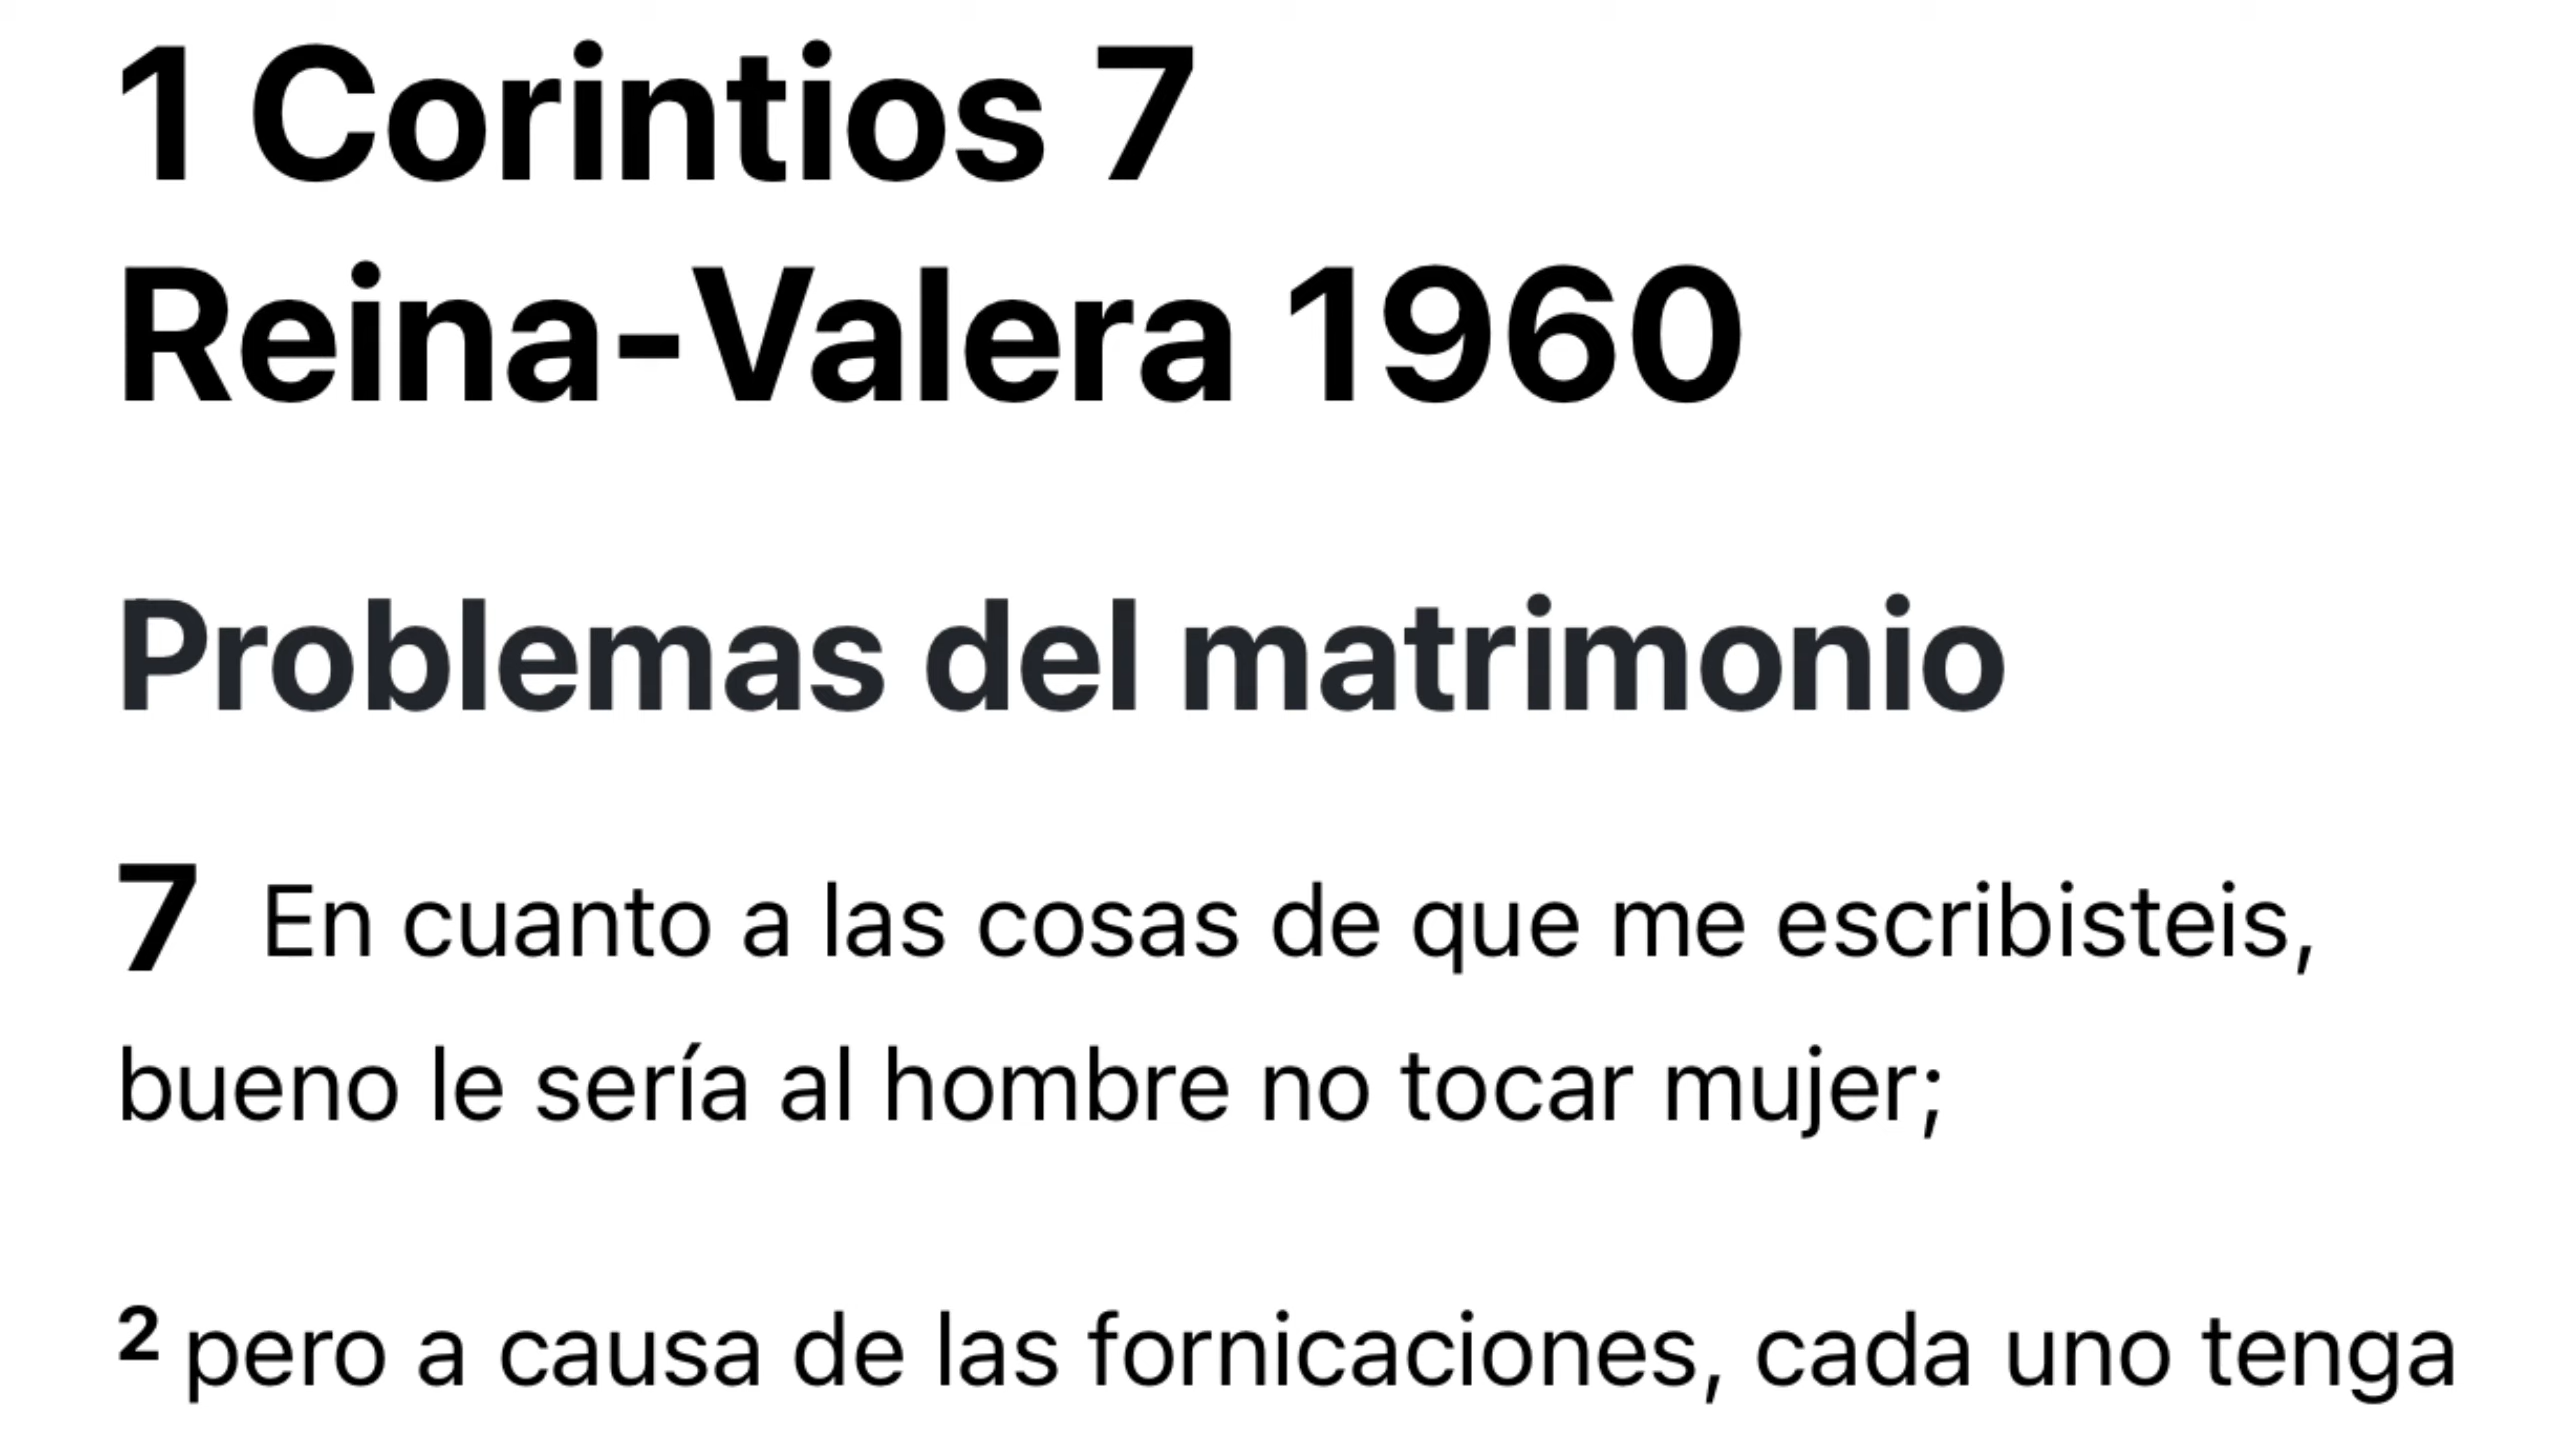 1 Corintios 7
Reina-Valera 1960
Problemas del matrimonio
7 En cuanto a las cosas de que me escribisteis,
bueno le sería al hombre no tocar mujer;
2 pero a causa de las fornicaciones, cada uno tenga